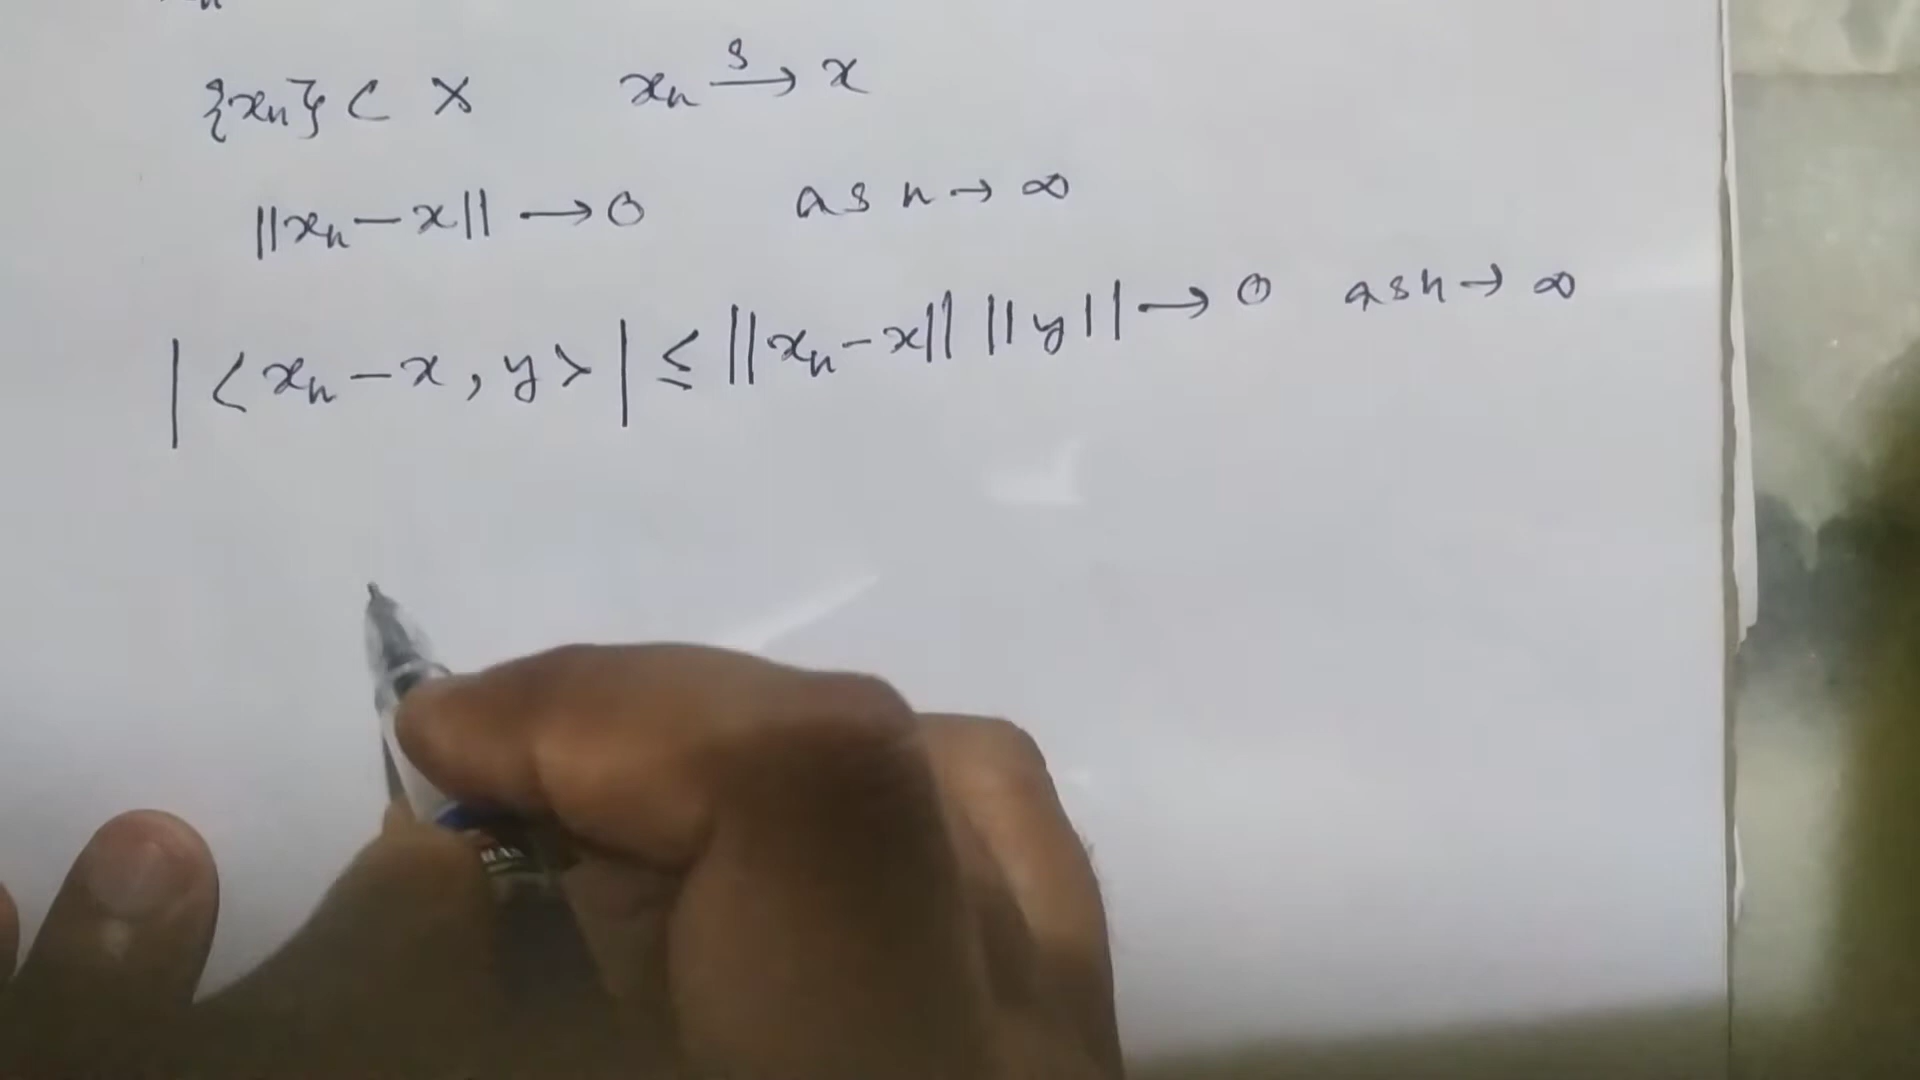 {xₙ} ⊂ X xₙ —s→ x
||xₙ − x|| → 0 as n → ∞
|<xₙ − x, y>| ≤ ||xₙ − x|| ||y|| → 0 as n → ∞